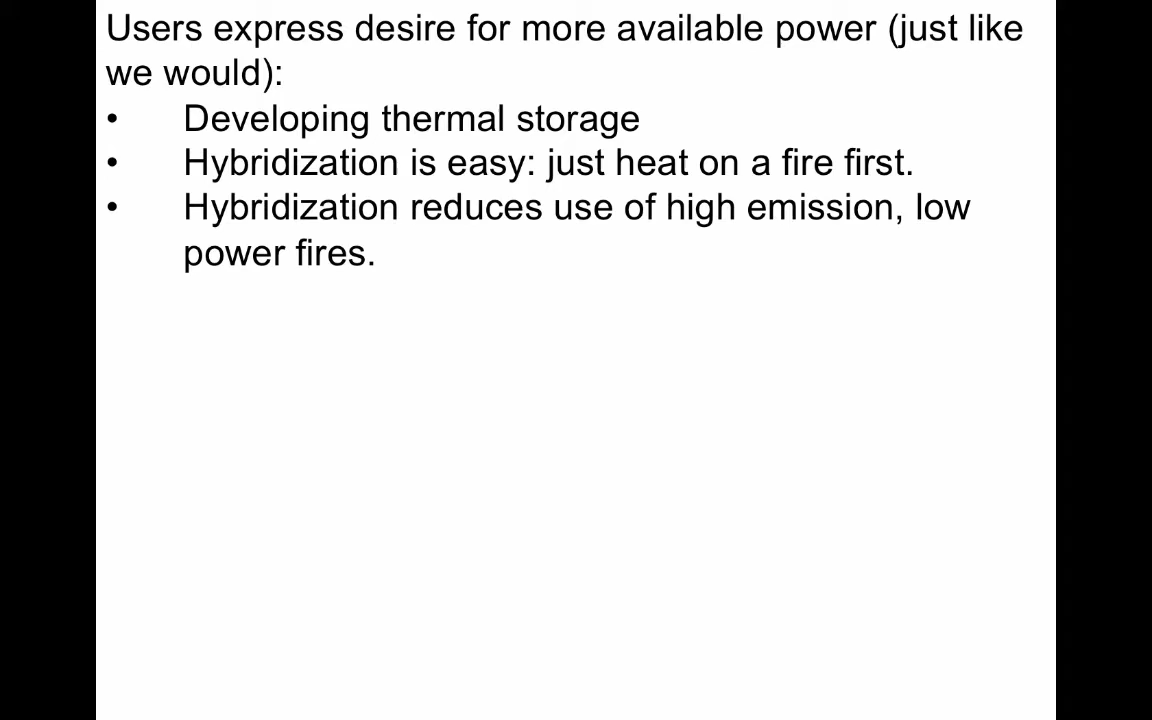 Users express desire for more available power (just like
we would):
• Developing thermal storage
• Hybridization is easy: just heat on a fire first.
• Hybridization reduces use of high emission, low
power fires.